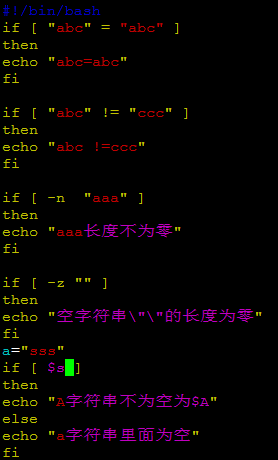 #!/bin/bash
if [ "abc" = "abc" ]
then
echo "abc=abc"
fi
if [ "abc" != "ccc" ]
then
echo "abc !=ccc"
fi
if [ -n  "aaa" ]
then
echo "aaa长度不为零"
fi
if [ -z "" ]
then
echo "空字符串\"\"的长度为零"
fi
a="sss"
if [ $s ]
then
echo "A字符串不为空为$A"
else
echo "a字符串里面为空"
fi